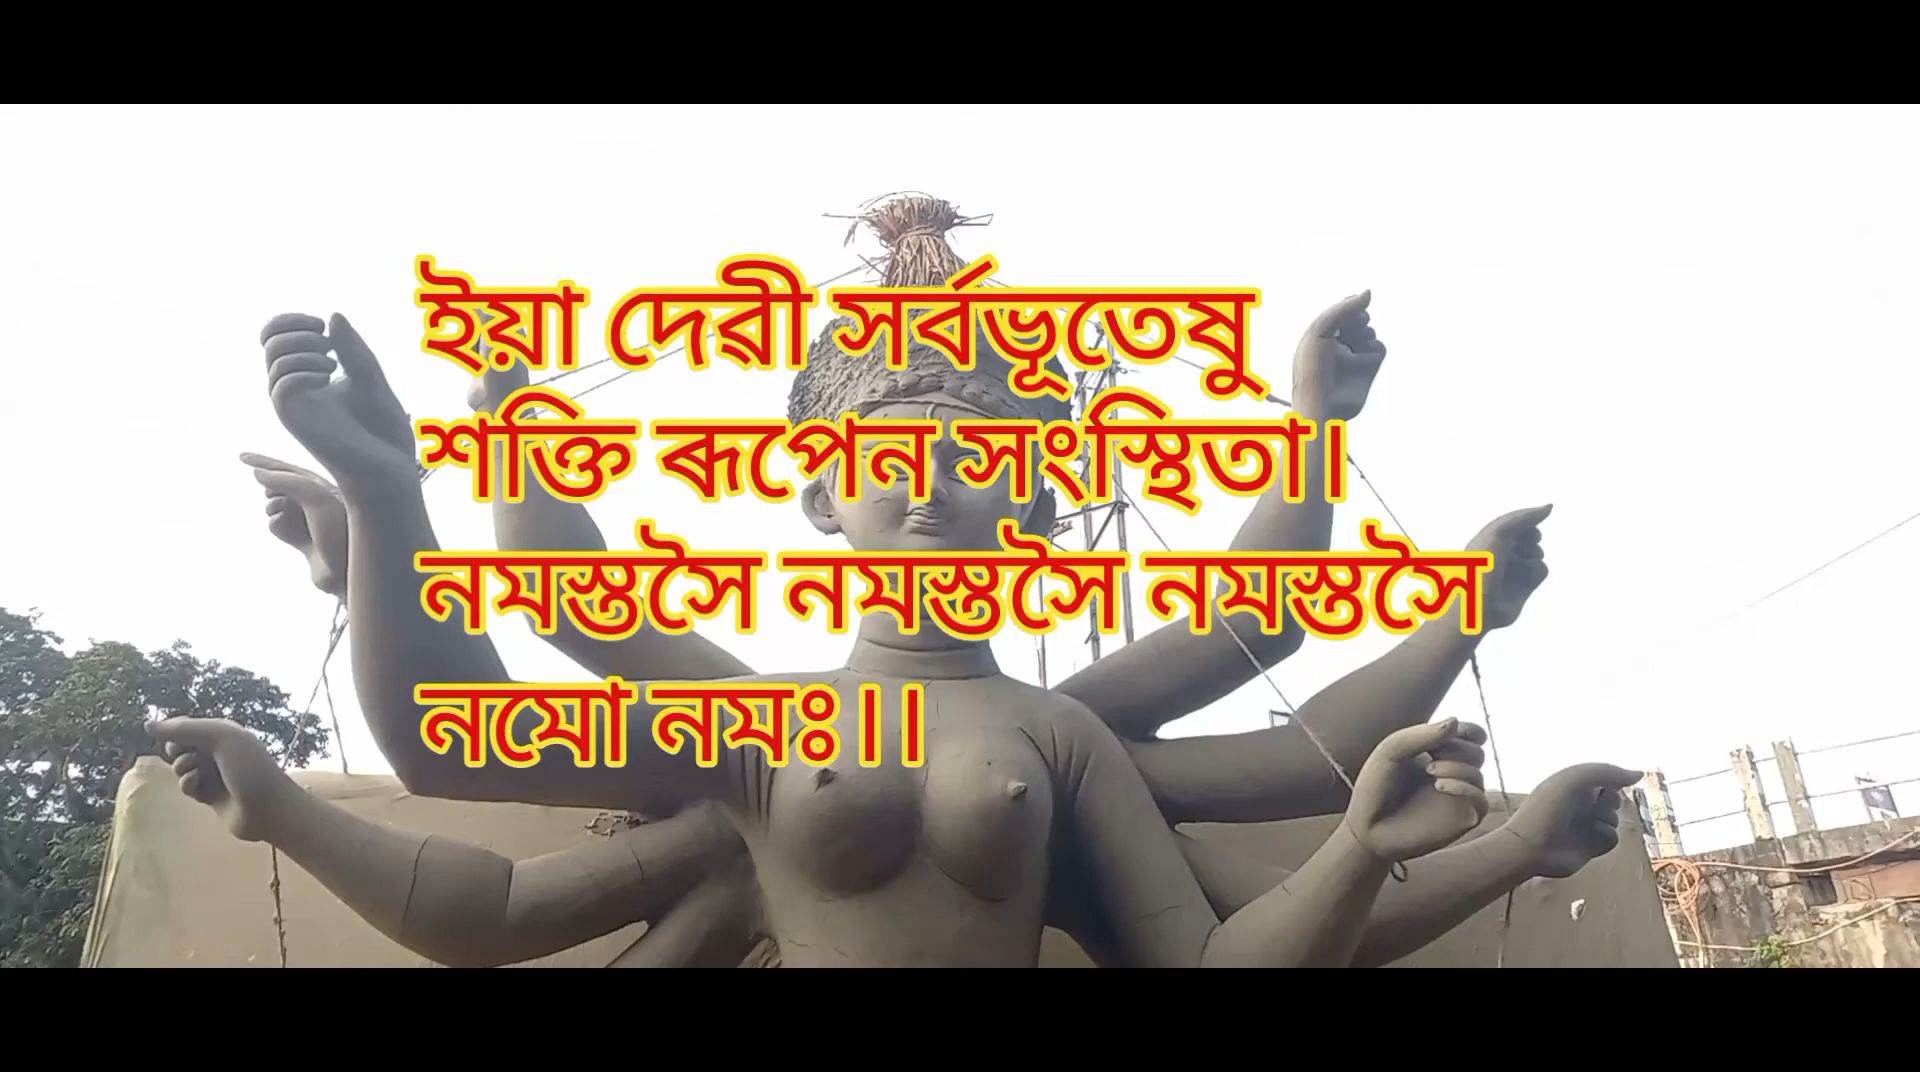 ইয়া দেৱী সৰ্বভূতেষু
শক্তি ৰূপেন সংস্থিতা।
নমস্তসৈ নমস্তসৈ নমস্তসৈ
নমো নমঃ।।